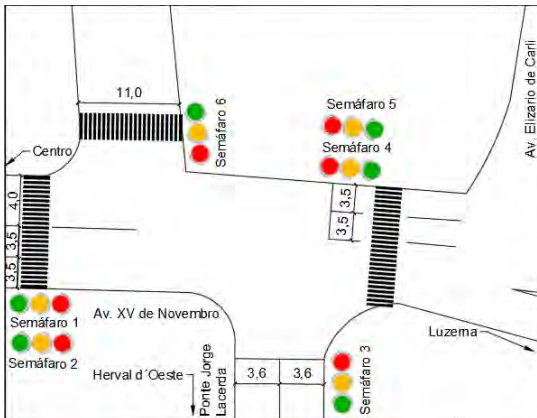 11,0
Semáfaro 6
Semáfaro 5
Semáfaro 4
Av. Elizario de Carli
Centro
4,0
3,5
3,5
3,5
3,5
Semáfaro 1
Semáfaro 2
Av. XV de Novembro
Luzerna
Herval d´Oeste
Ponte Jorge
Lacerda
3,6
3,6
Semáfaro 3